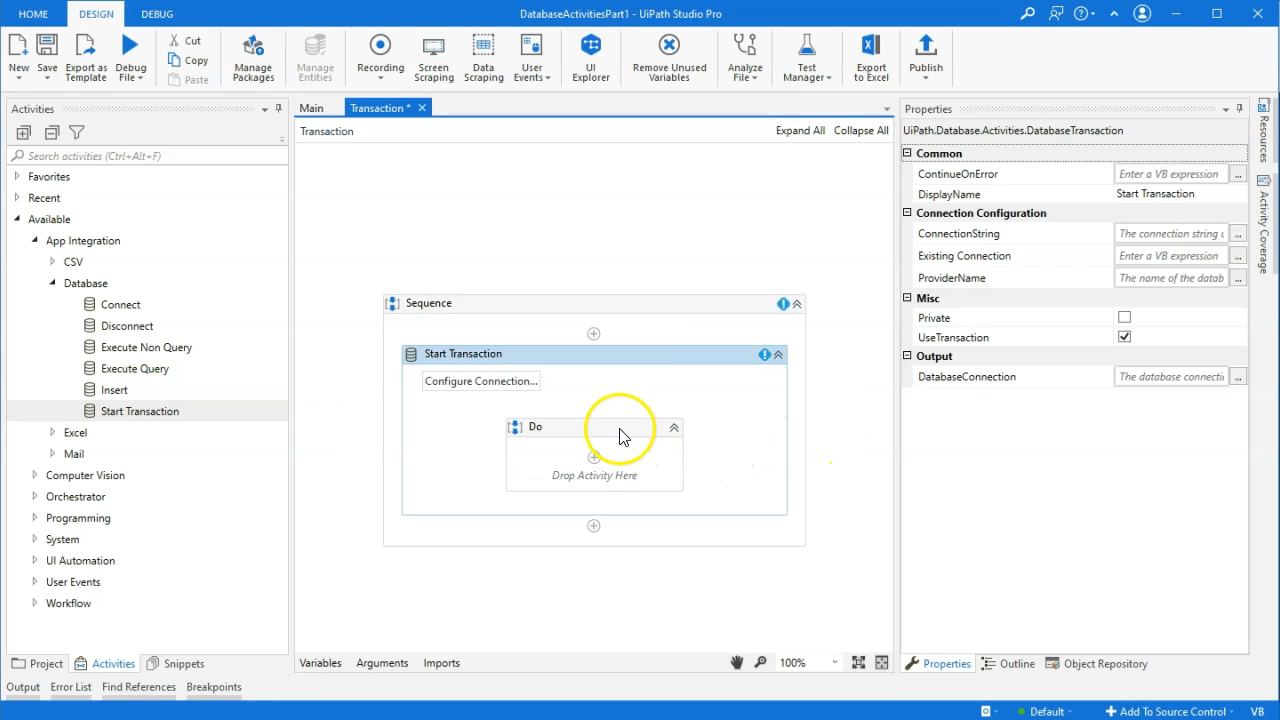 HOME
DESIGN
DEBUG
DatabaseActivitiesPart1 - UiPath Studio Pro
New
Save
Export as Template
Debug File
Cut
Copy
Paste
Manage Packages
Manage Entities
Recording
Screen Scraping
Data Scraping
User Events
UI Explorer
Remove Unused Variables
Analyze File
Test Manager
Export to Excel
Publish
Activities
Search activities (Ctrl+Alt+F)
Favorites
Recent
Available
App Integration
CSV
Database
Connect
Disconnect
Execute Non Query
Execute Query
Insert
Start Transaction
Excel
Mail
Computer Vision
Orchestrator
Programming
System
UI Automation
User Events
Workflow
Project
Activities
Snippets
Main
Transaction *
Transaction
Expand All
Collapse All
Sequence
Start Transaction
Configure Connection...
Do
Drop Activity Here
Variables
Arguments
Imports
100%
Properties
UiPath.Database.Activities.DatabaseTransaction
Common
ContinueOnError
Enter a VB expression
...
DisplayName
Start Transaction
Connection Configuration
ConnectionString
The connection string u
...
Existing Connection
Enter a VB expression
...
ProviderName
The name of the datab
...
Misc
Private
UseTransaction
Output
DatabaseConnection
The database connecti
...
Properties
Outline
Object Repository
Resources
Activity Coverage
Output
Error List
Find References
Breakpoints
Default
Add To Source Control
VB